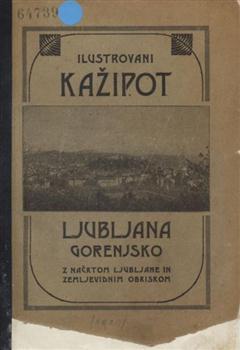 64739
ILUSTROVANI
KAŽIPOT
LJUBLJANA
GORENJSKO
Z NAČRTOM LJUBLJANE IN
ZEMLJEVIDNIM OBRISKOM